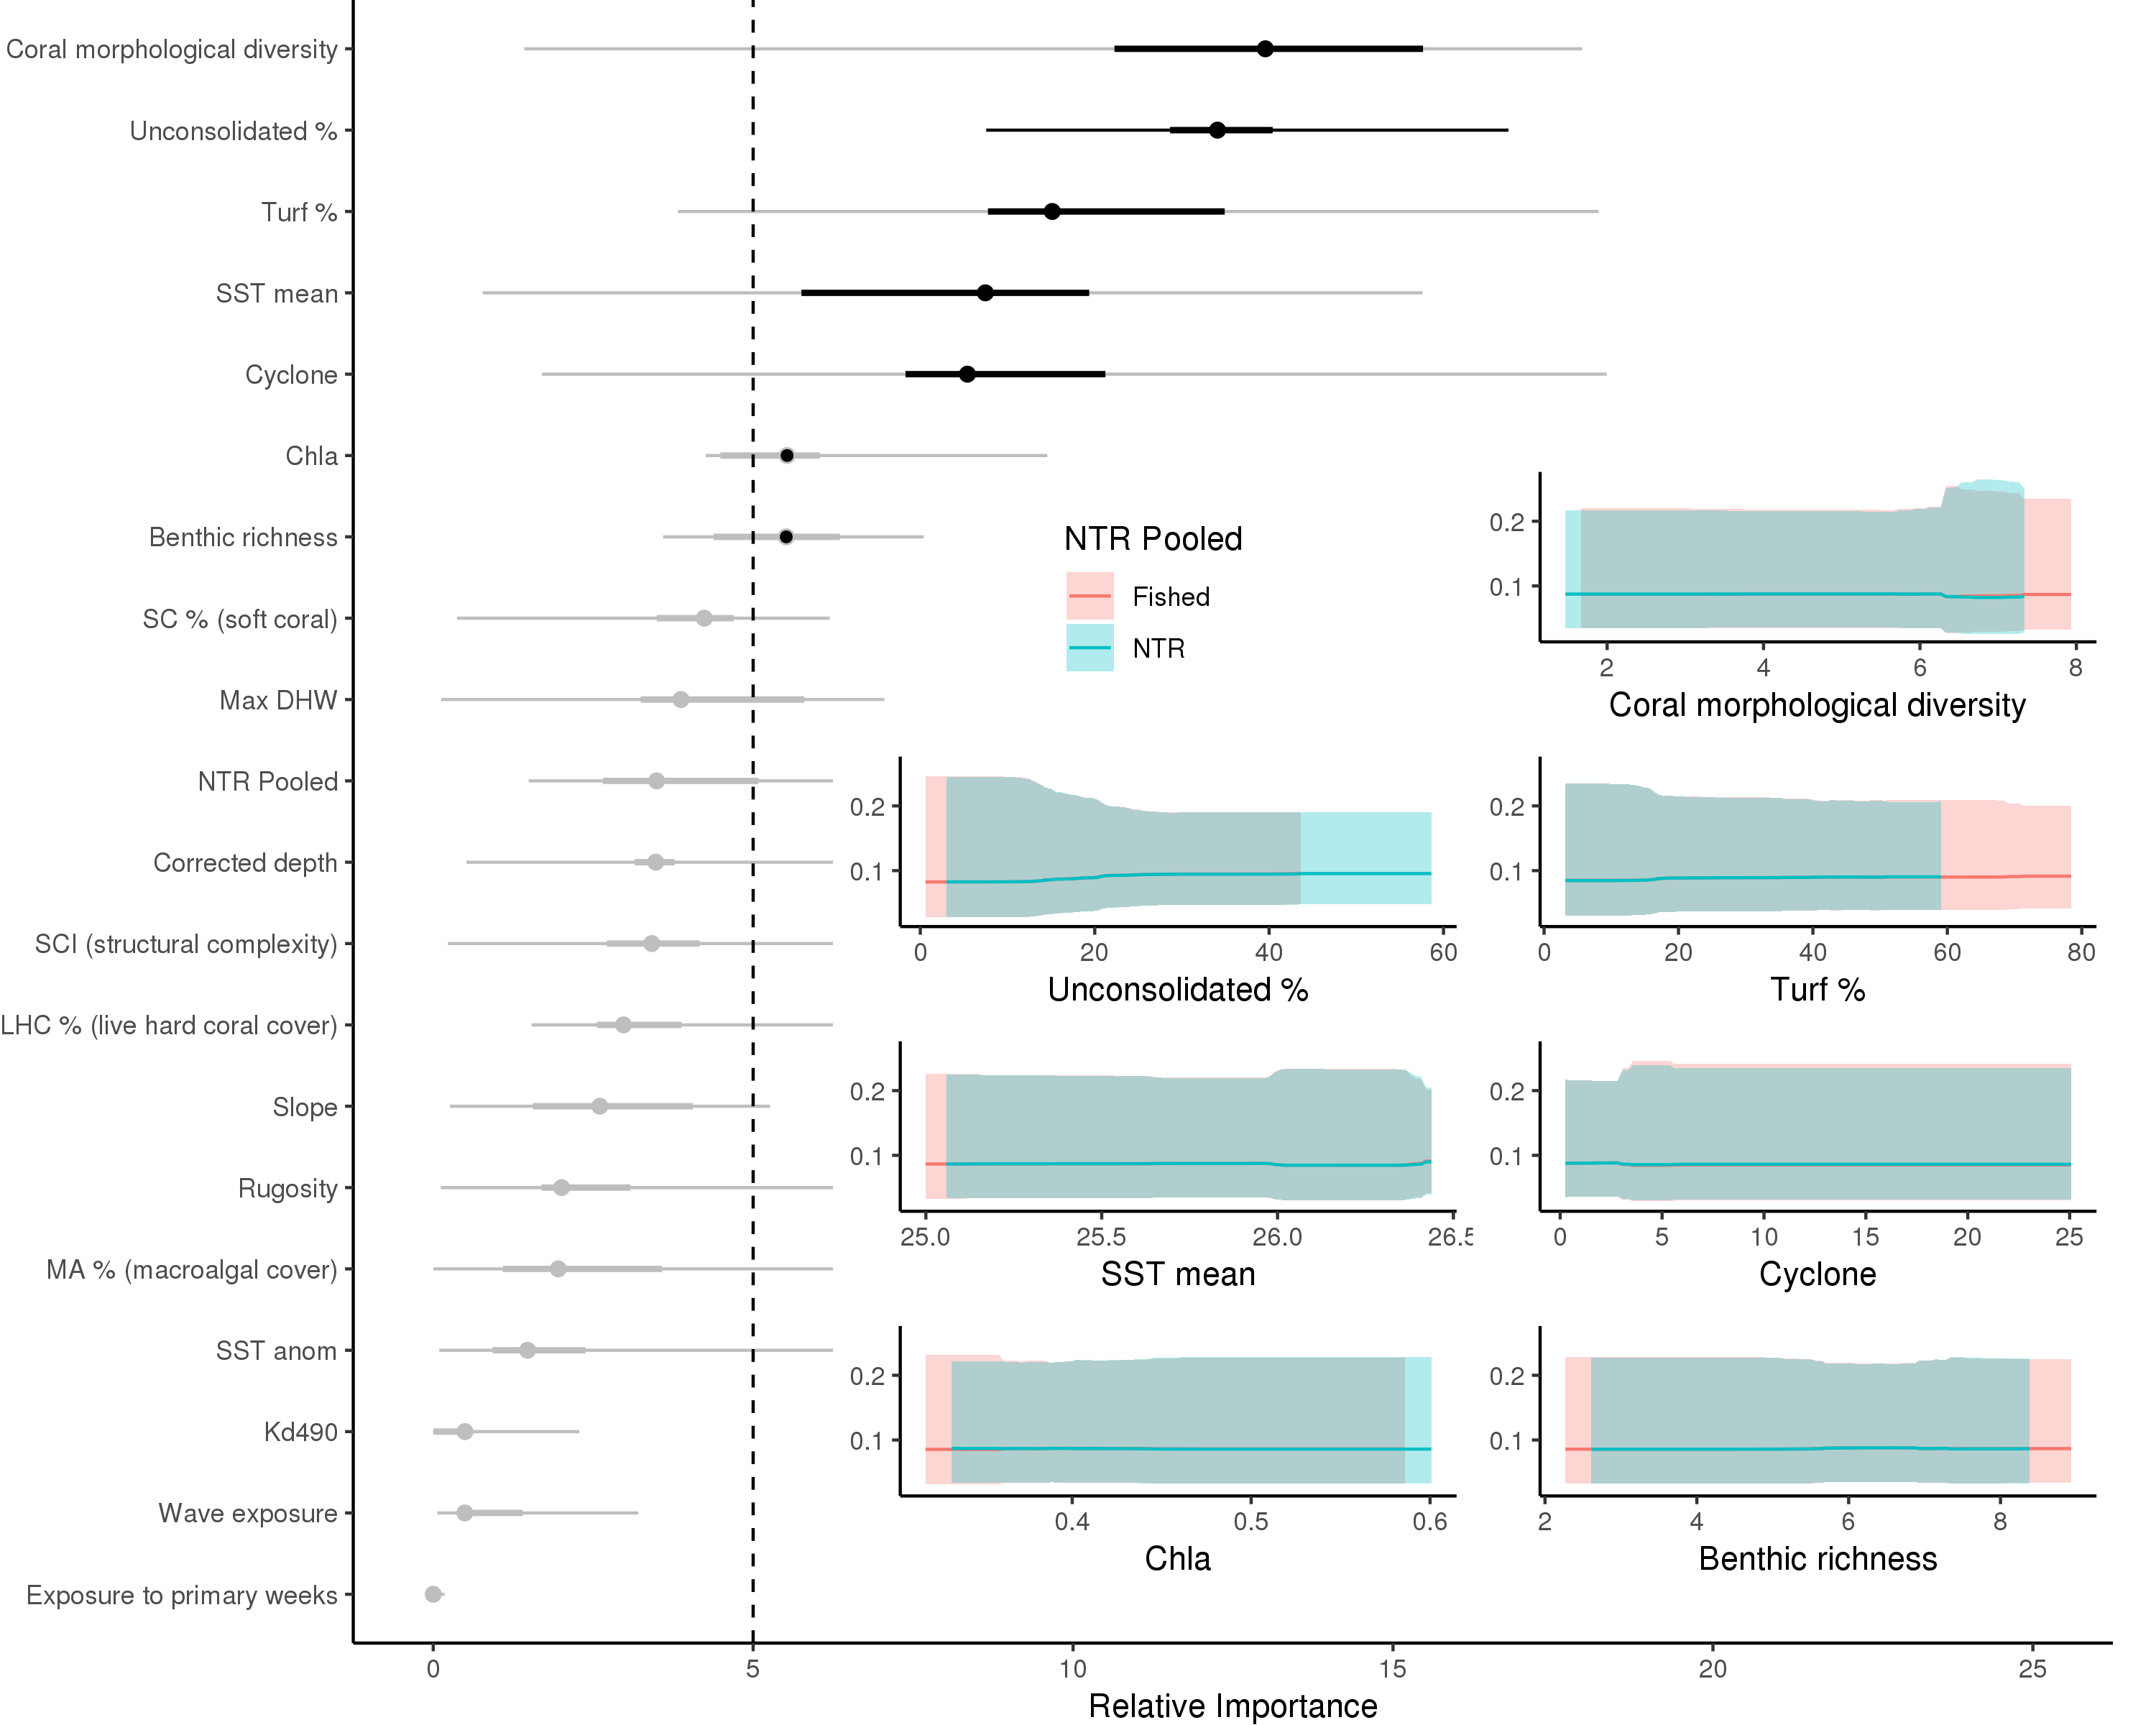 Coral morphological diversity
Unconsolidated %
Turf %
SST mean
Cyclone
Chla
Benthic richness
SC % (soft coral)
Max DHW
NTR Pooled
Corrected depth
SCI (structural complexity)
LHC % (live hard coral cover)
Slope
Rugosity
MA % (macroalgal cover)
SST anom
Kd490
Wave exposure
Exposure to primary weeks
0 5 10 15 20 25
Relative Importance
NTR Pooled
Fished
NTR
0.2
0.1
2 4 6 8
Coral morphological diversity
0.2
0.1
0 20 40 60
Unconsolidated %
0.2
0.1
0 20 40 60 80
Turf %
0.2
0.1
25.0 25.5 26.0 26.5
SST mean
0.2
0.1
0 5 10 15 20 25
Cyclone
0.2
0.1
0.4 0.5 0.6
Chla
0.2
0.1
2 4 6 8
Benthic richness